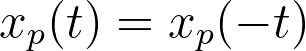 x_p(t) = x_p(-t)